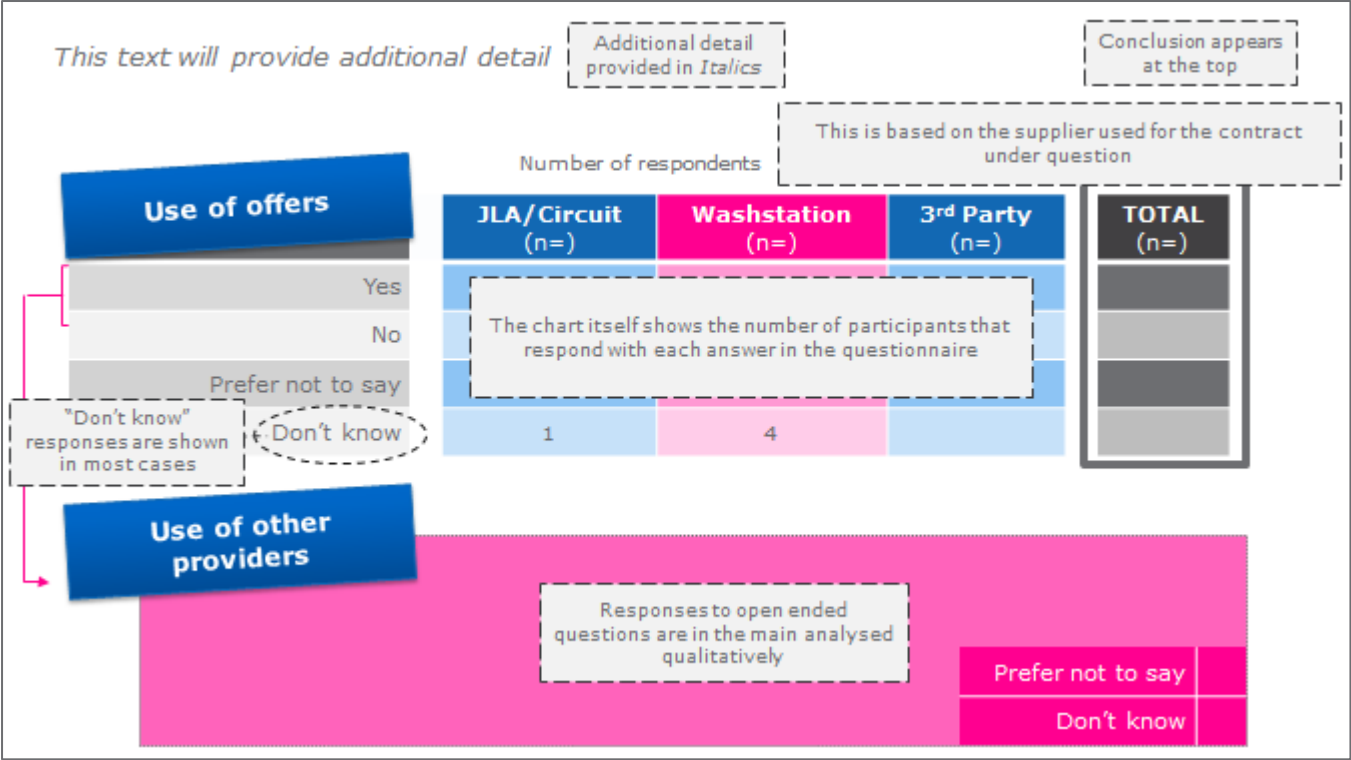 This text will provide additional detail
Additional detail
provided in Italics
Conclusion appears
at the top
This is based on the supplier used for the contract
under question
Number of respondents
Use of offers
JLA/Circuit
(n=)
Washstation
(n=)
3rd Party
(n=)
TOTAL
(n=)
Yes
No
Prefer not to say
Don't know
1
4
The chart itself shows the number of participants that
respond with each answer in the questionnaire
"Don't know"
responses are shown
in most cases
Use of other
providers
Responses to open ended
questions are in the main analysed
qualitatively
Prefer not to say
Don't know